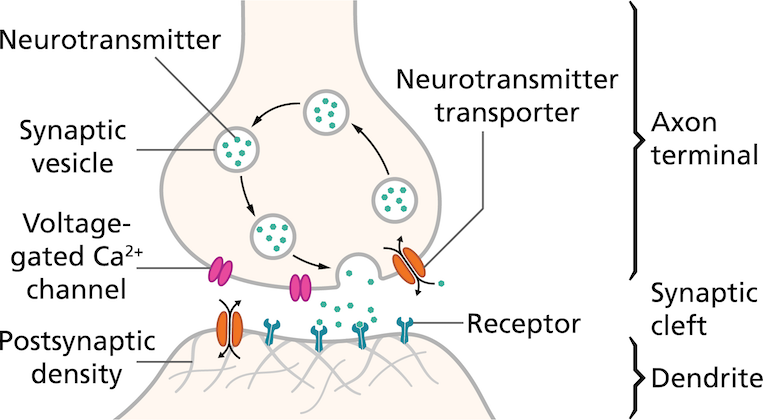 Neurotransmitter
Synaptic
vesicle
Voltage-
gated Ca²⁺
channel
Postsynaptic
density
Neurotransmitter
transporter
Receptor
Axon
terminal
Synaptic
cleft
Dendrite